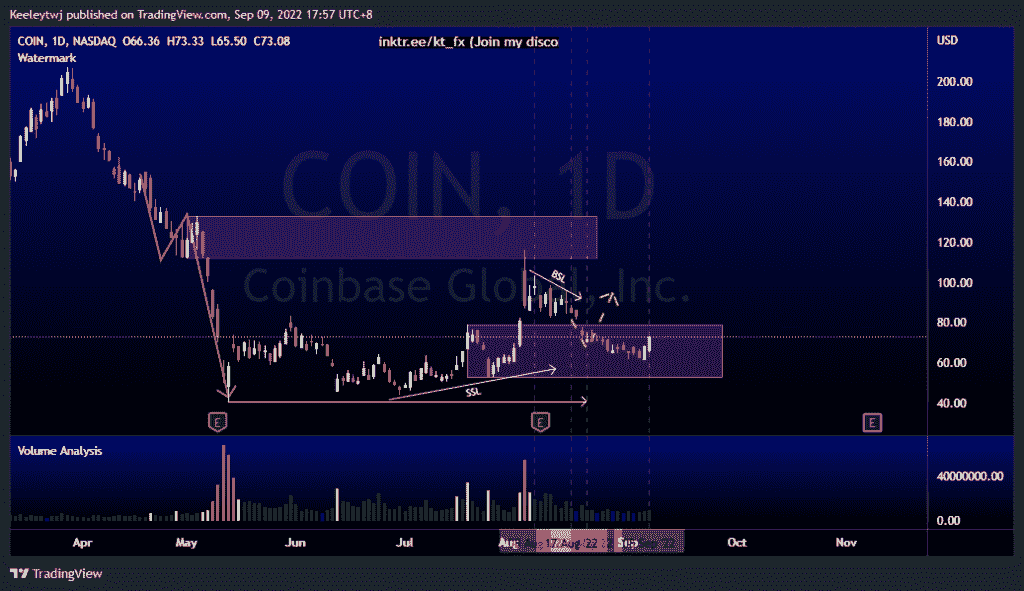 Keeleytwj published on TradingView.com, Sep 09, 2022 17:57 UTC+8
COIN, 1D, NASDAQ O66.36 H73.33 L65.50 C73.08
inktr.ee/kt_fx (Join my disco
USD
Watermark
200.00
180.00
160.00
140.00
120.00
100.00
80.00
60.00
40.00
COIN, 1D
Coinbase Global, Inc.
BSL
SSL
E
E
E
Volume Analysis
40000000.00
0.00
Apr
May
Jun
Jul
Aug
17 Aug '22
Sep
Oct
Nov
TradingView